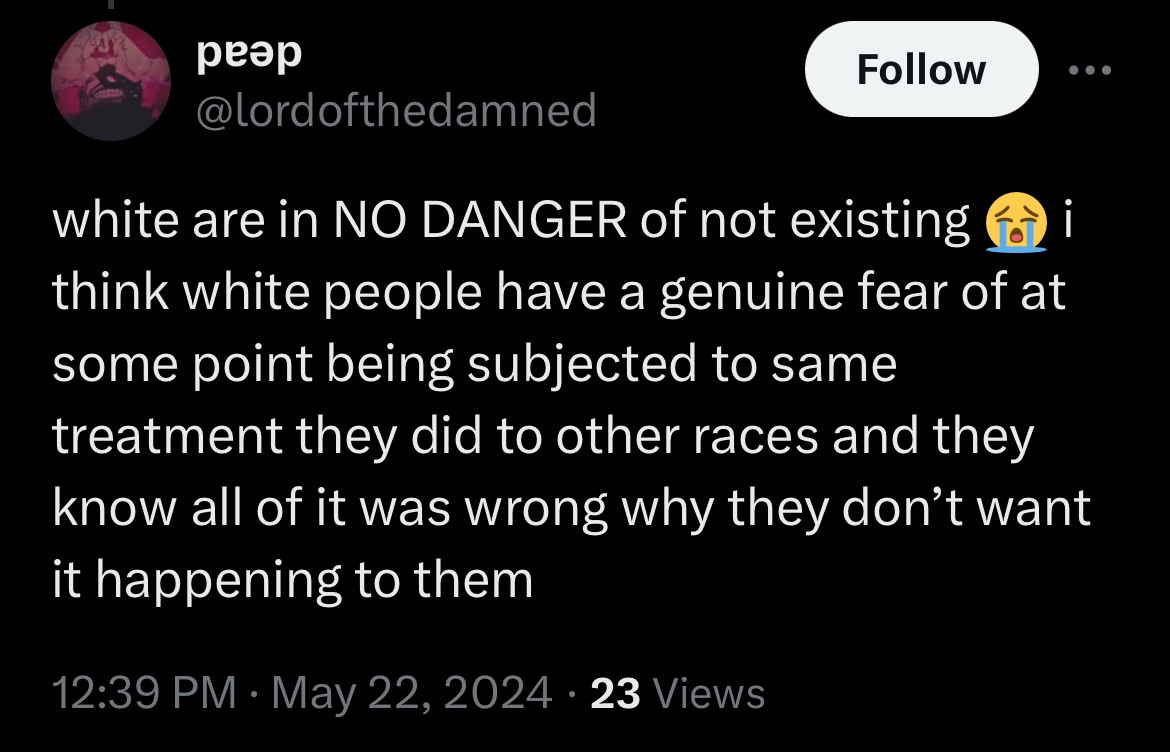 pɐǝp
@lordofthedamned
Follow
white are in NO DANGER of not existing 😭 i
think white people have a genuine fear of at
some point being subjected to same
treatment they did to other races and they
know all of it was wrong why they don’t want
it happening to them
12:39 PM · May 22, 2024 · 23 Views